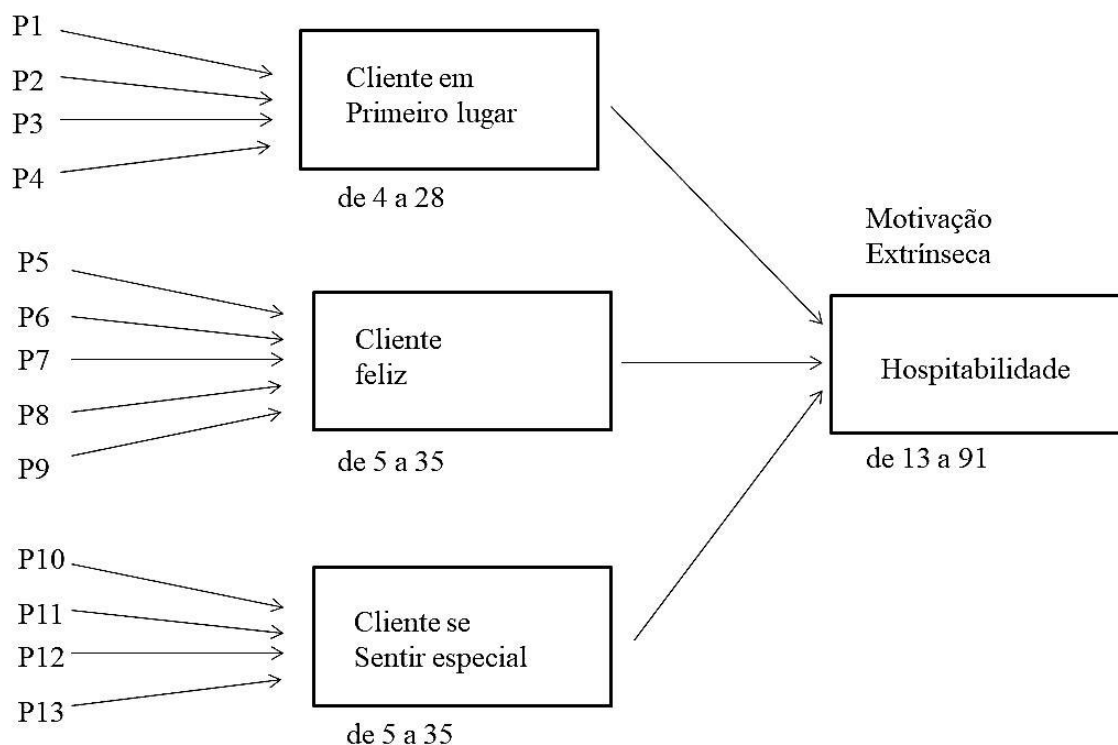 P1
P2
P3
P4
Cliente em
Primeiro lugar
de 4 a 28
P5
P6
P7
P8
P9
Cliente
feliz
de 5 a 35
P10
P11
P12
P13
Cliente se
Sentir especial
de 5 a 35
Motivação
Extrínseca
Hospitabilidade
de 13 a 91